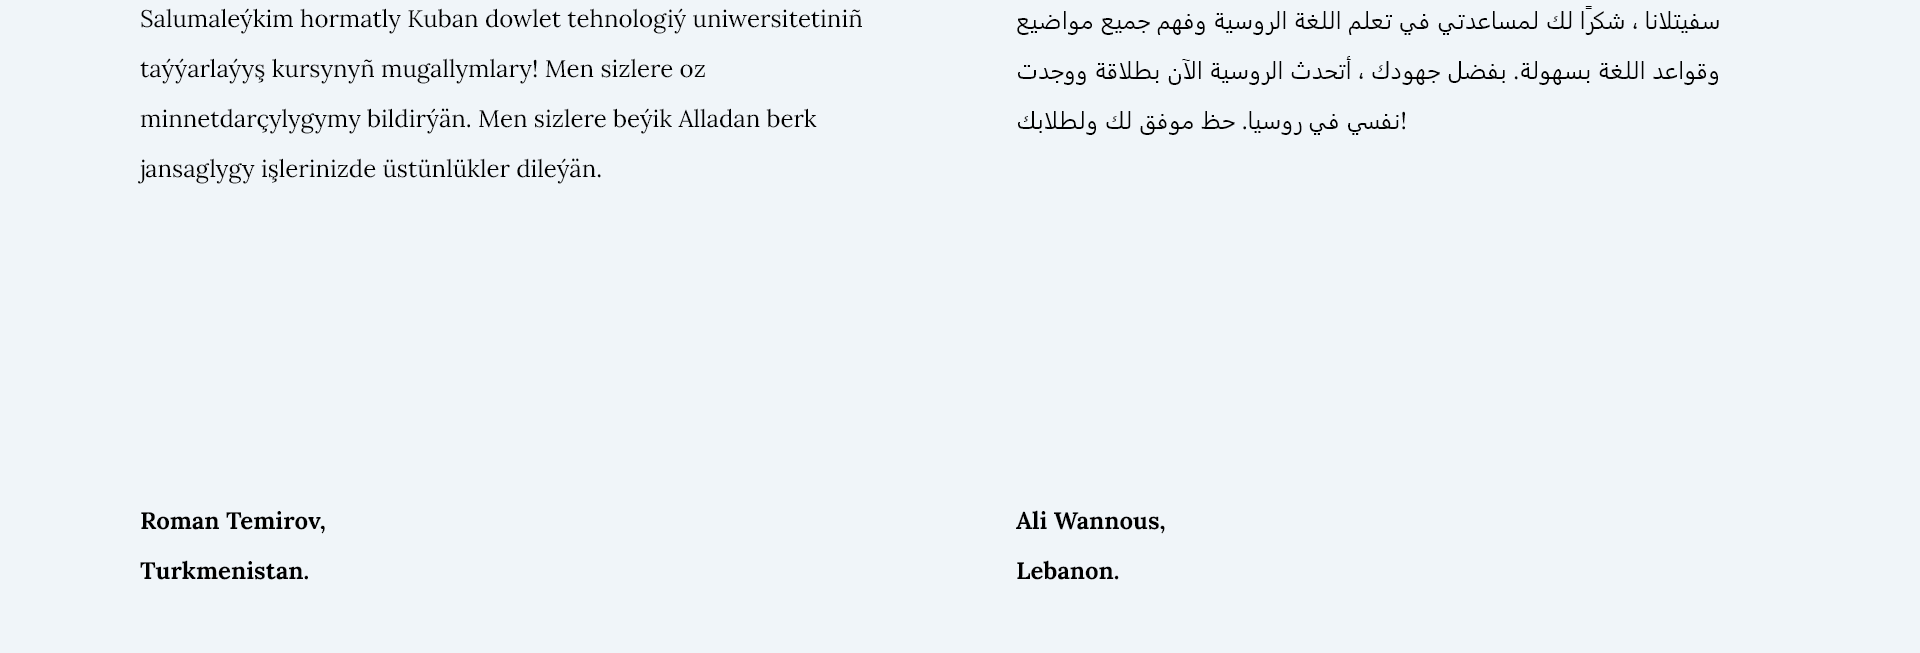 Salumaleýkim hormatly Kuban dowlet tehnologiý uniwersitetiniñ
taýýarlaýyş kursynyñ mugallymlary! Men sizlere oz
minnetdarçylygymy bildirýän. Men sizlere beýik Alladan berk
jansaglygy işlerinizde üstünlükler dileýän.
Roman Temirov,
Turkmenistan.
سفيتلانا ، شكرًا لك لمساعدتي في تعلم اللغة الروسية وفهم جميع مواضيع
وقواعد اللغة بسهولة. بفضل جهودك ، أتحدث الروسية الآن بطلاقة ووجدت
نفسي في روسيا. حظ موفق لك ولطلابك!
Ali Wannous,
Lebanon.